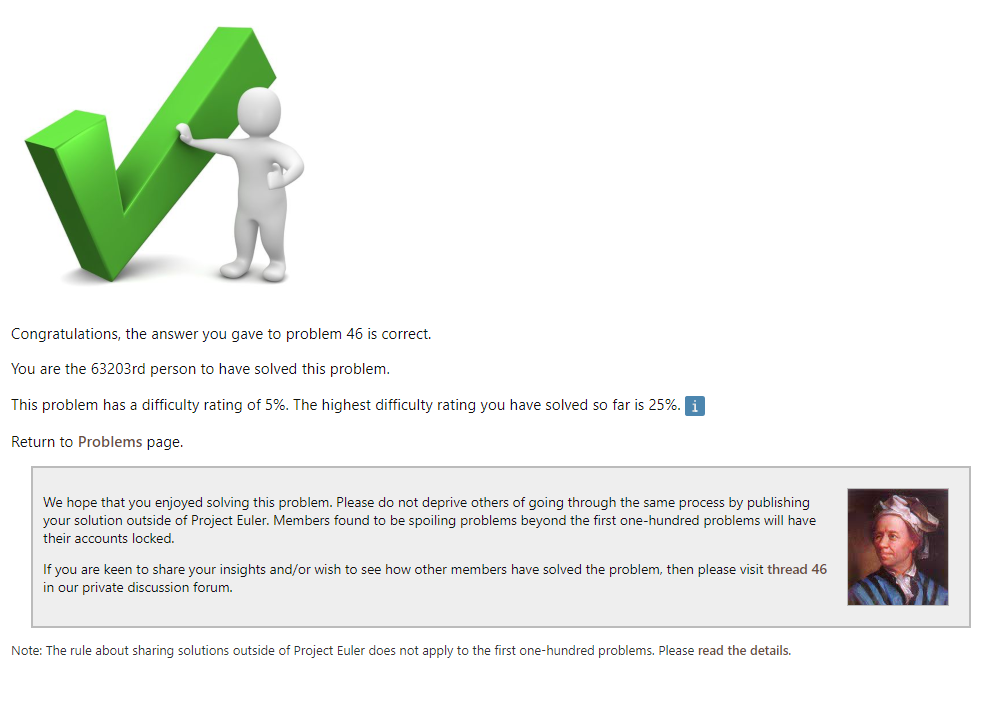 Congratulations, the answer you gave to problem 46 is correct.
You are the 63203rd person to have solved this problem.
This problem has a difficulty rating of 5%. The highest difficulty rating you have solved so far is 25%. i
Return to Problems page.
We hope that you enjoyed solving this problem. Please do not deprive others of going through the same process by publishing
your solution outside of Project Euler. Members found to be spoiling problems beyond the first one-hundred problems will have
their accounts locked.
If you are keen to share your insights and/or wish to see how other members have solved the problem, then please visit thread 46
in our private discussion forum.
Note: The rule about sharing solutions outside of Project Euler does not apply to the first one-hundred problems. Please read the details.